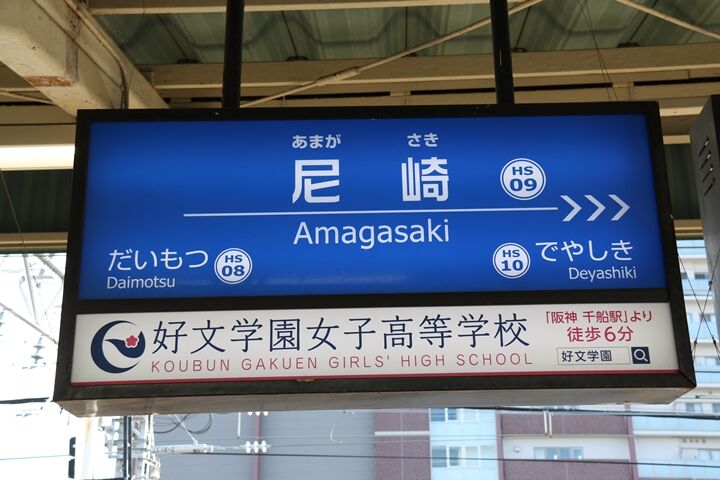 あまが さき
尼 崎
HS
09
Amagasaki
だいもつ
Daimotsu
HS
08
HS
10
でやしき
Deyashiki
好文学園女子高等学校
KOUBUN GAKUEN GIRLS' HIGH SCHOOL
「阪神 千船駅」より
徒歩6分
好文学園